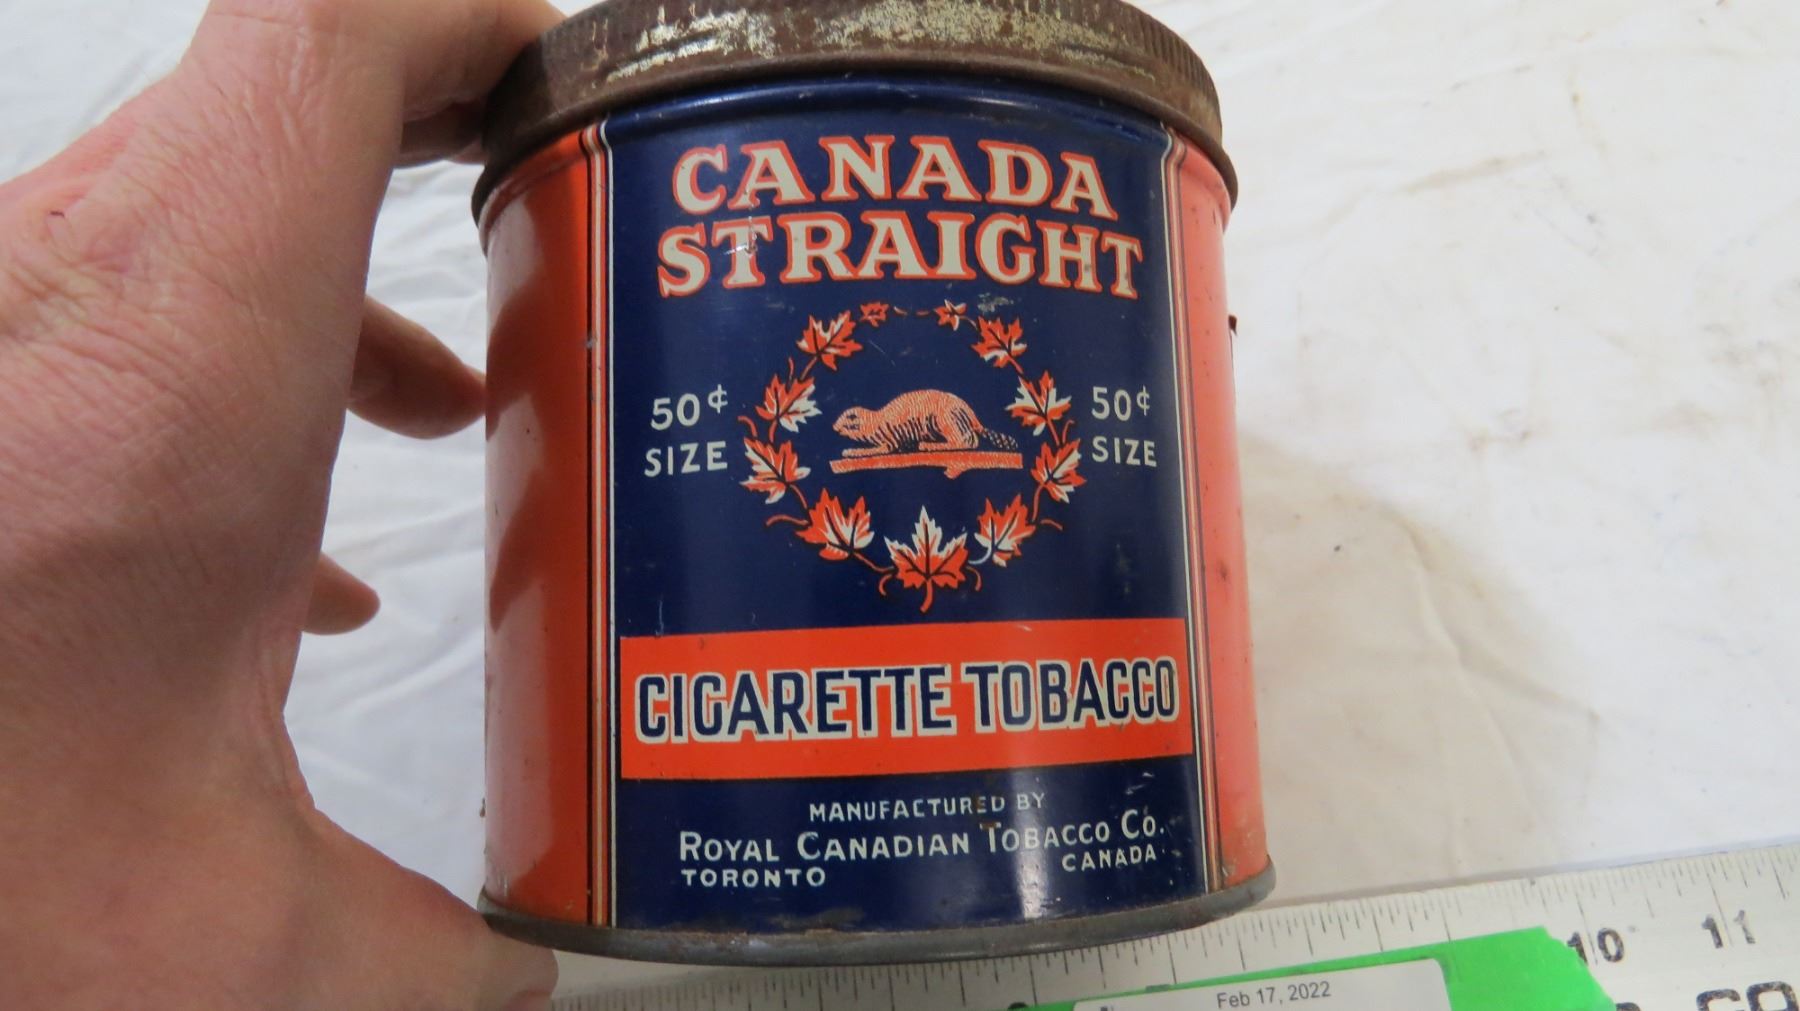 CANADA
STRAIGHT
50¢ SIZE
50¢ SIZE
CIGARETTE TOBACCO
MANUFACTURED BY
ROYAL CANADIAN TOBACCO CO.
TORONTO CANADA
10 11
Feb 17, 2022